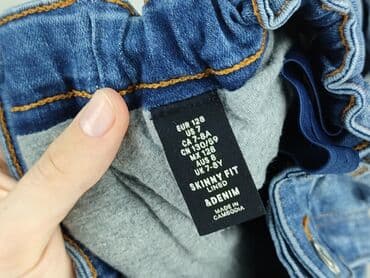 EUR 128
US 7
CA 7-8A
CN 130/59
MX 128
AUS 8
UK 7-8Y
SKINNY FIT
LINED
&DENIM
MADE IN
CAMBODIA